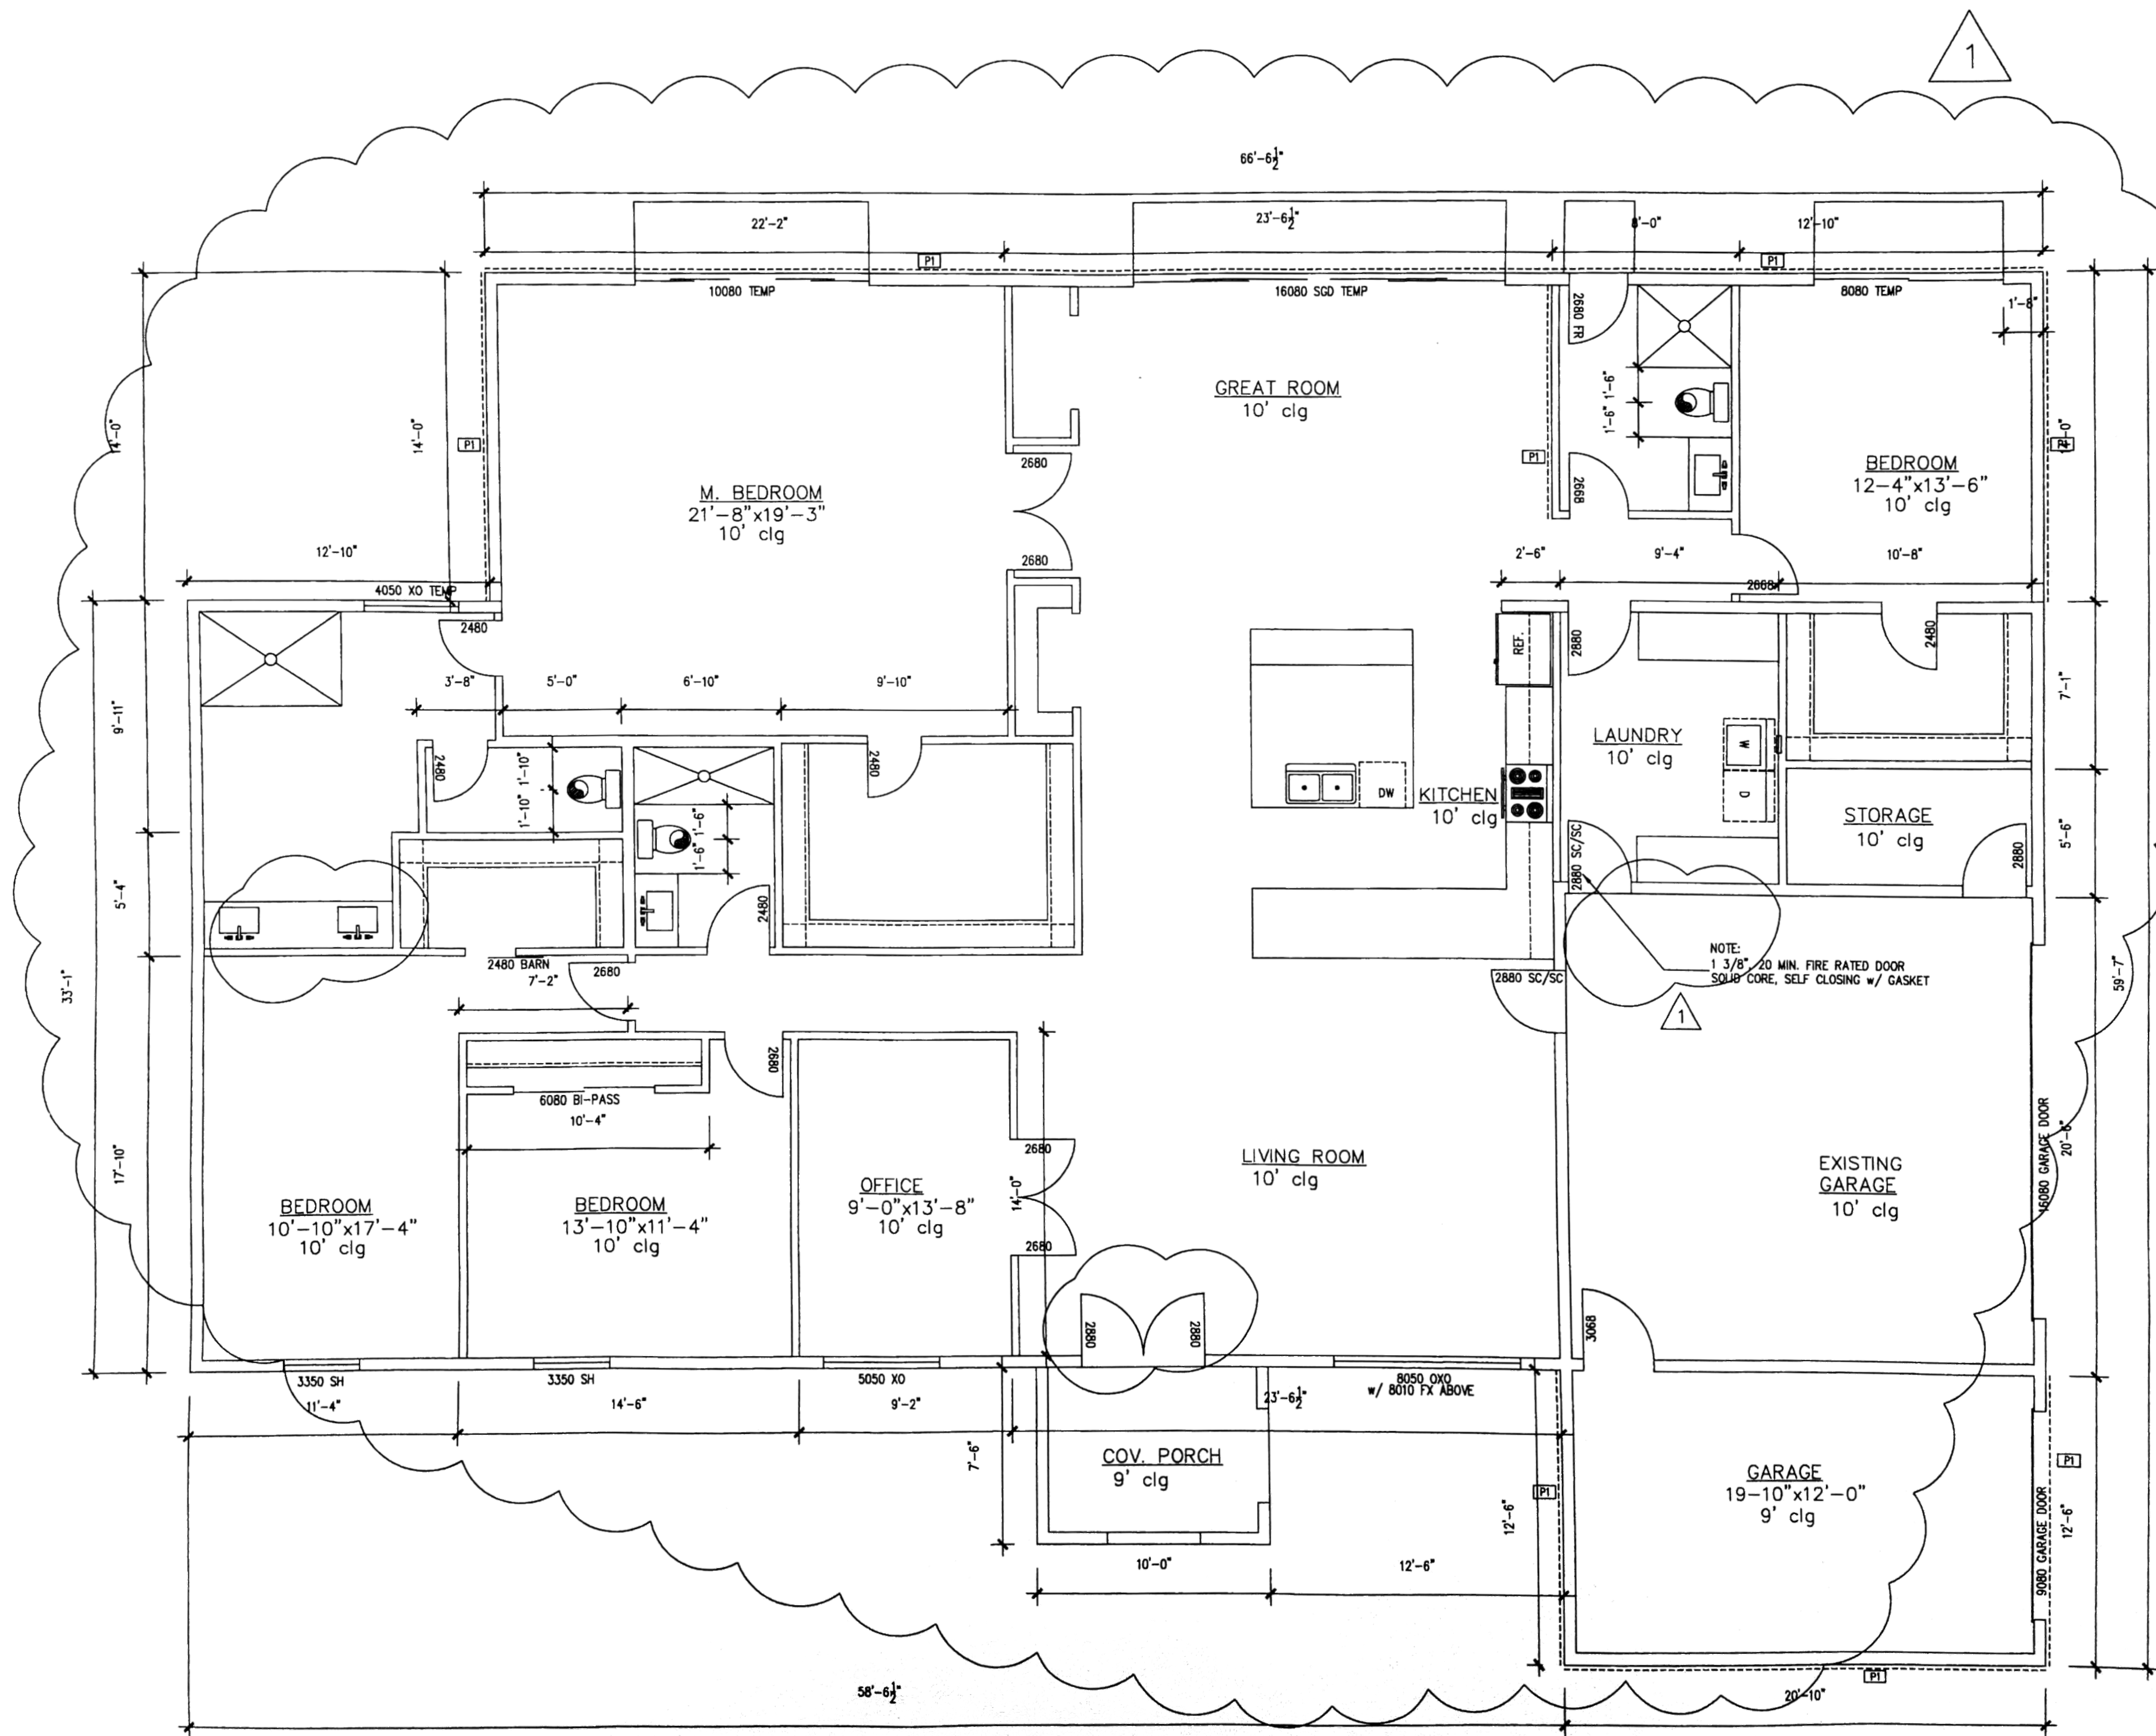 1
66'-6½"
22'-2"
23'-6½"
8'-0"
12'-10"
P1
P1
10080 TEMP
16080 SGD TEMP
8080 TEMP
1'-8"
2680 FR
GREAT ROOM
10' clg
1'-6"
1'-6"
14'-0"
14'-0"
P1
P1
P1
2680
2668
BEDROOM
12-4"x13'-6"
10' clg
M. BEDROOM
21'-8"x19'-3"
10' clg
12'-10"
2680
2'-6"
9'-4"
10'-8"
4050 XO TEMP
2668
2480
2880
REF.
2480
3'-8"
5'-0"
6'-10"
9'-10"
7'-1"
9'-11"
LAUNDRY
10' clg
W
2480
1'-10"
1'-10"
2480
DW
KITCHEN
10' clg
D
STORAGE
10' clg
1'-6"
1'-6"
2880 SC/SC
2880
5'-6"
5'-4"
2480
NOTE:
1 3/8", 20 MIN. FIRE RATED DOOR
SOLID CORE, SELF CLOSING w/ GASKET
2480 BARN
7'-2"
2680
2880 SC/SC
33'-1"
59'-7"
1
2680
6080 BI-PASS
10'-4"
17'-10"
2680
16080 GARAGE DOOR
20'-6"
LIVING ROOM
10' clg
EXISTING
GARAGE
10' clg
OFFICE
9'-0"x13'-8"
10' clg
14'-0"
BEDROOM
10'-10"x17'-4"
10' clg
BEDROOM
13'-10"x11'-4"
10' clg
2680
2880
2880
3068
3350 SH
3350 SH
5050 XO
8050 OXO
w/ 8010 FX ABOVE
11'-4"
14'-6"
9'-2"
23'-6½"
7'-6"
COV. PORCH
9' clg
P1
P1
12'-6"
GARAGE
19-10"x12'-0"
9' clg
9080 GARAGE DOOR
12'-6"
10'-0"
12'-6"
P1
58'-6½"
20'-10"